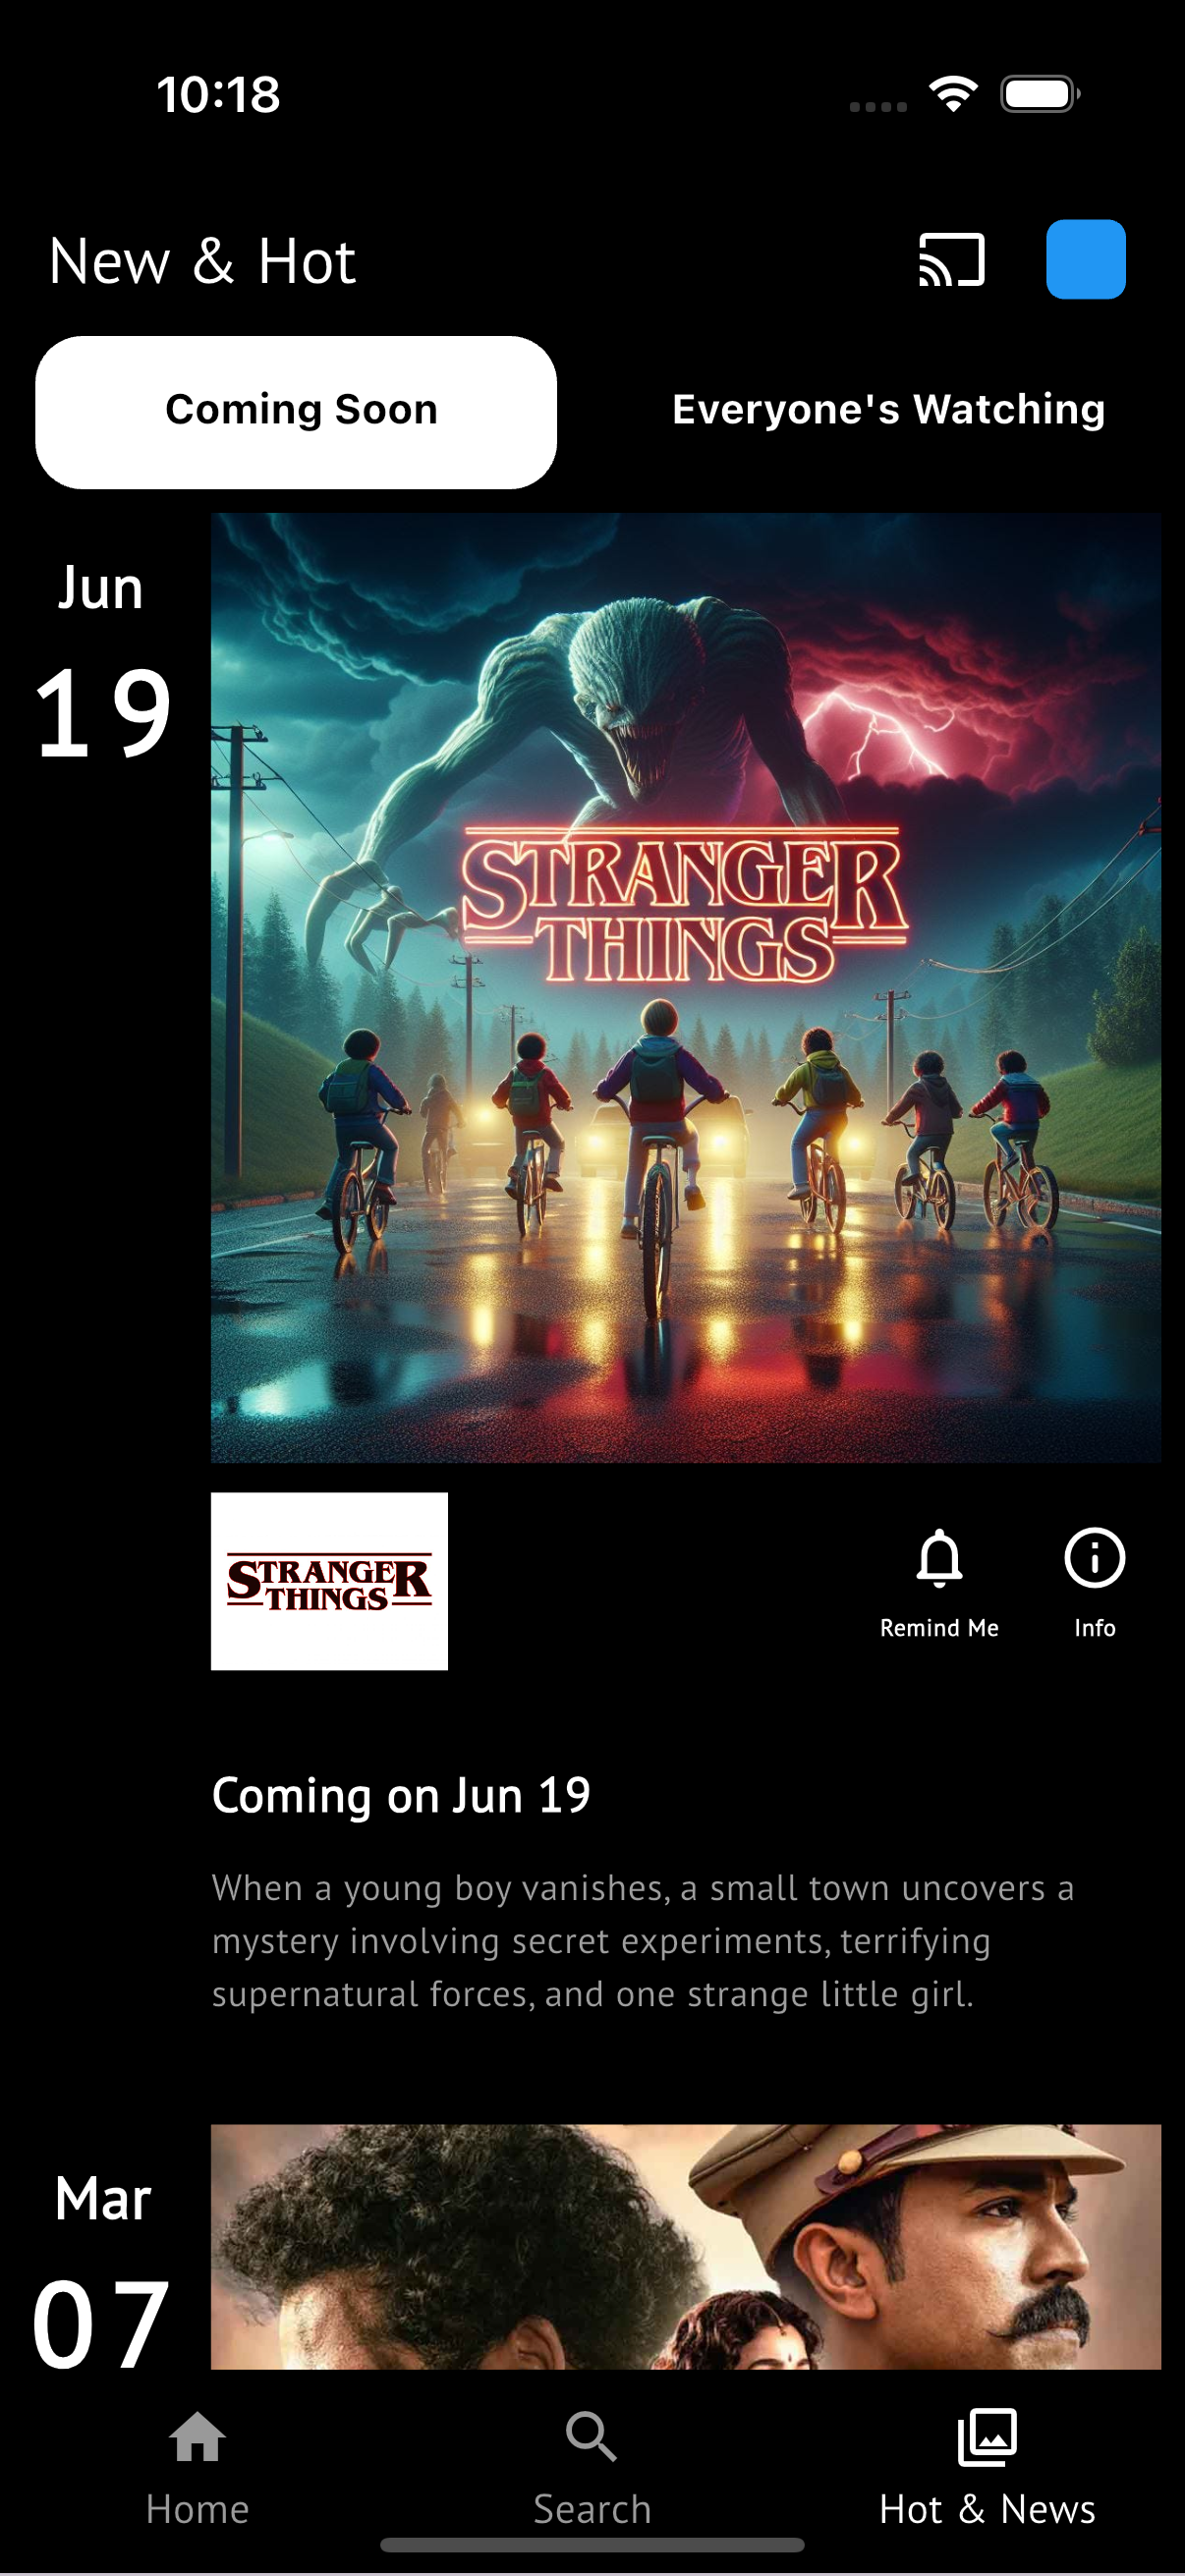 10:18
New & Hot
Coming Soon
Everyone's Watching
Jun
19
STRANGER
THINGS
STRANGER
THINGS
Remind Me
Info
Coming on Jun 19
When a young boy vanishes, a small town uncovers a
mystery involving secret experiments, terrifying
supernatural forces, and one strange little girl.
Mar
07
Home
Search
Hot & News